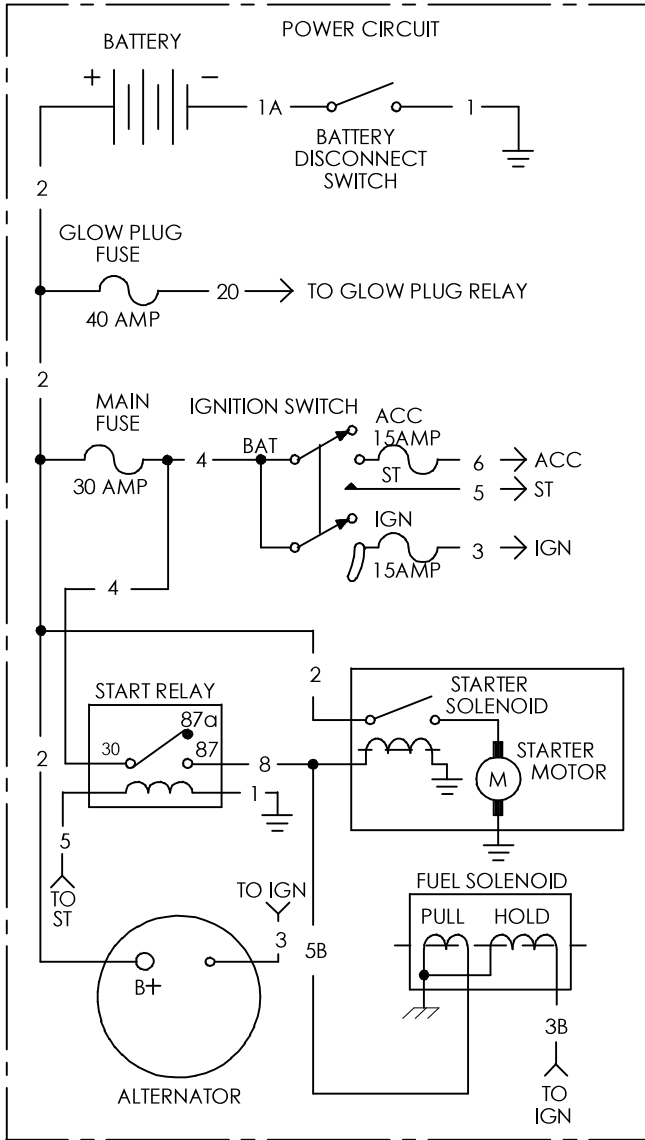 POWER CIRCUIT
BATTERY
+ −
1A
1
BATTERY
DISCONNECT
SWITCH
2
GLOW PLUG
FUSE
20
TO GLOW PLUG RELAY
40 AMP
2
MAIN
FUSE
IGNITION SWITCH
ACC
15AMP
BAT
4
6
ACC
30 AMP
ST
5
ST
IGN
3
IGN
15AMP
4
2
STARTER
SOLENOID
START RELAY
87a
30
87
2
8
STARTER
MOTOR
M
1
5
TO
ST
TO IGN
3
5B
FUEL SOLENOID
PULL HOLD
B+
3B
TO
IGN
ALTERNATOR